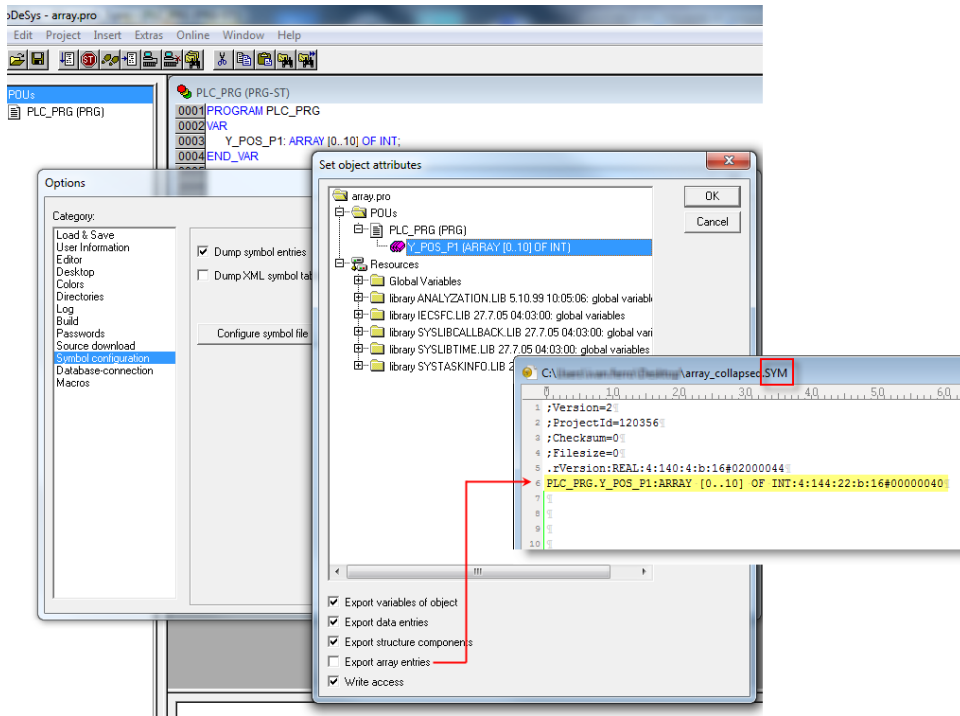 oDeSys - array.pro
Edit Project Insert Extras Online Window Help
POUs
PLC_PRG (PRG)
PLC_PRG (PRG-ST)
0001 PROGRAM PLC_PRG
0002 VAR
0003 Y_POS_P1: ARRAY [0..10] OF INT;
0004 END_VAR
Options
Category:
Load & Save
User Information
Editor
Desktop
Colors
Directories
Log
Build
Passwords
Source download
Symbol configuration
Database-connection
Macros
Dump symbol entries
Dump XML symbol tab
Configure symbol file
Set object attributes
array.pro
POUs
PLC_PRG (PRG)
Y_POS_P1 (ARRAY [0..10] OF INT)
Resources
Global Variables
library ANALYZATION.LIB 5.10.99 10:05:06: global variabl
library IECSFC.LIB 27.7.05 04:03:00: global variables
library SYSLIBCALLBACK.LIB 27.7.05 04:03:00: global vari
library SYSLIBTIME.LIB 27.7.05 04:03:00: global variables
library SYSTASKINFO.LIB 2
OK
Cancel
Export variables of object
Export data entries
Export structure components
Export array entries
Write access
C:\ \array_collapsed.SYM
0 10 20 30 40 50 60
1 ;Version=2
2 ;ProjectId=120356
3 ;Checksum=0
4 ;Filesize=0
5 .rVersion:REAL:4:140:4:b:16#02000044
6 PLC_PRG.Y_POS_P1:ARRAY [0..10] OF INT:4:144:22:b:16#00000040
7
8
9
10